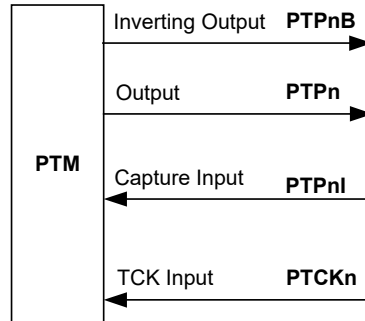 Inverting Output PTPnB
Output PTPn
PTM
Capture Input PTPnI
TCK Input PTCKn